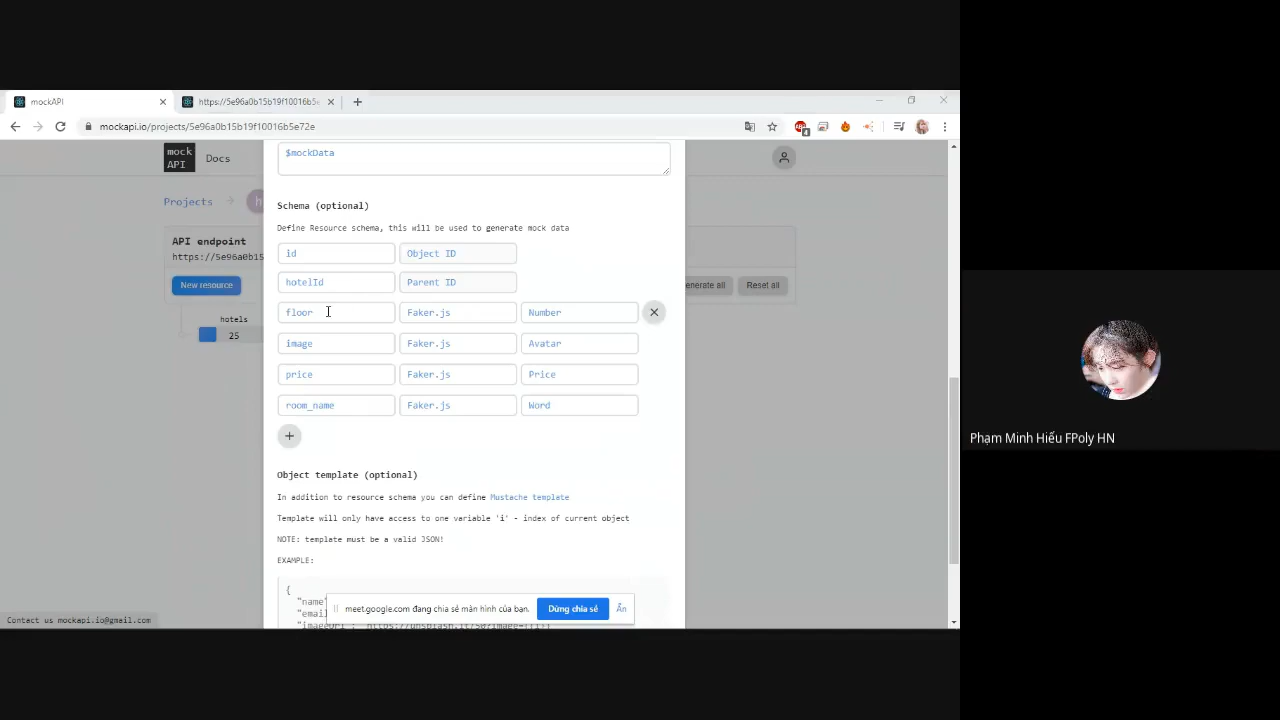 mockAPI
https://5e96a0b15b19f10016b5e
mockapi.io/projects/5e96a0b15b19f10016b5e72e
4
mock
API
Docs
$mockData
Projects
h
Schema (optional)
Define Resource schema, this will be used to generate mock data
API endpoint
https://5e96a0b15
New resource
enerate all
Reset all
id
Object ID
hotelId
Parent ID
floor
Faker.js
Number
hotels
25
image
Faker.js
Avatar
price
Faker.js
Price
room_name
Faker.js
Word
Object template (optional)
In addition to resource schema you can define Mustache template
Template will only have access to one variable 'i' - index of current object
NOTE: template must be a valid JSON!
EXAMPLE:
{
"name"
"email
meet.google.com đang chia sẻ màn hình của bạn.
Dừng chia sẻ
Ẩn
Contact us mockapi.io@gmail.com
Phạm Minh Hiếu FPoly HN